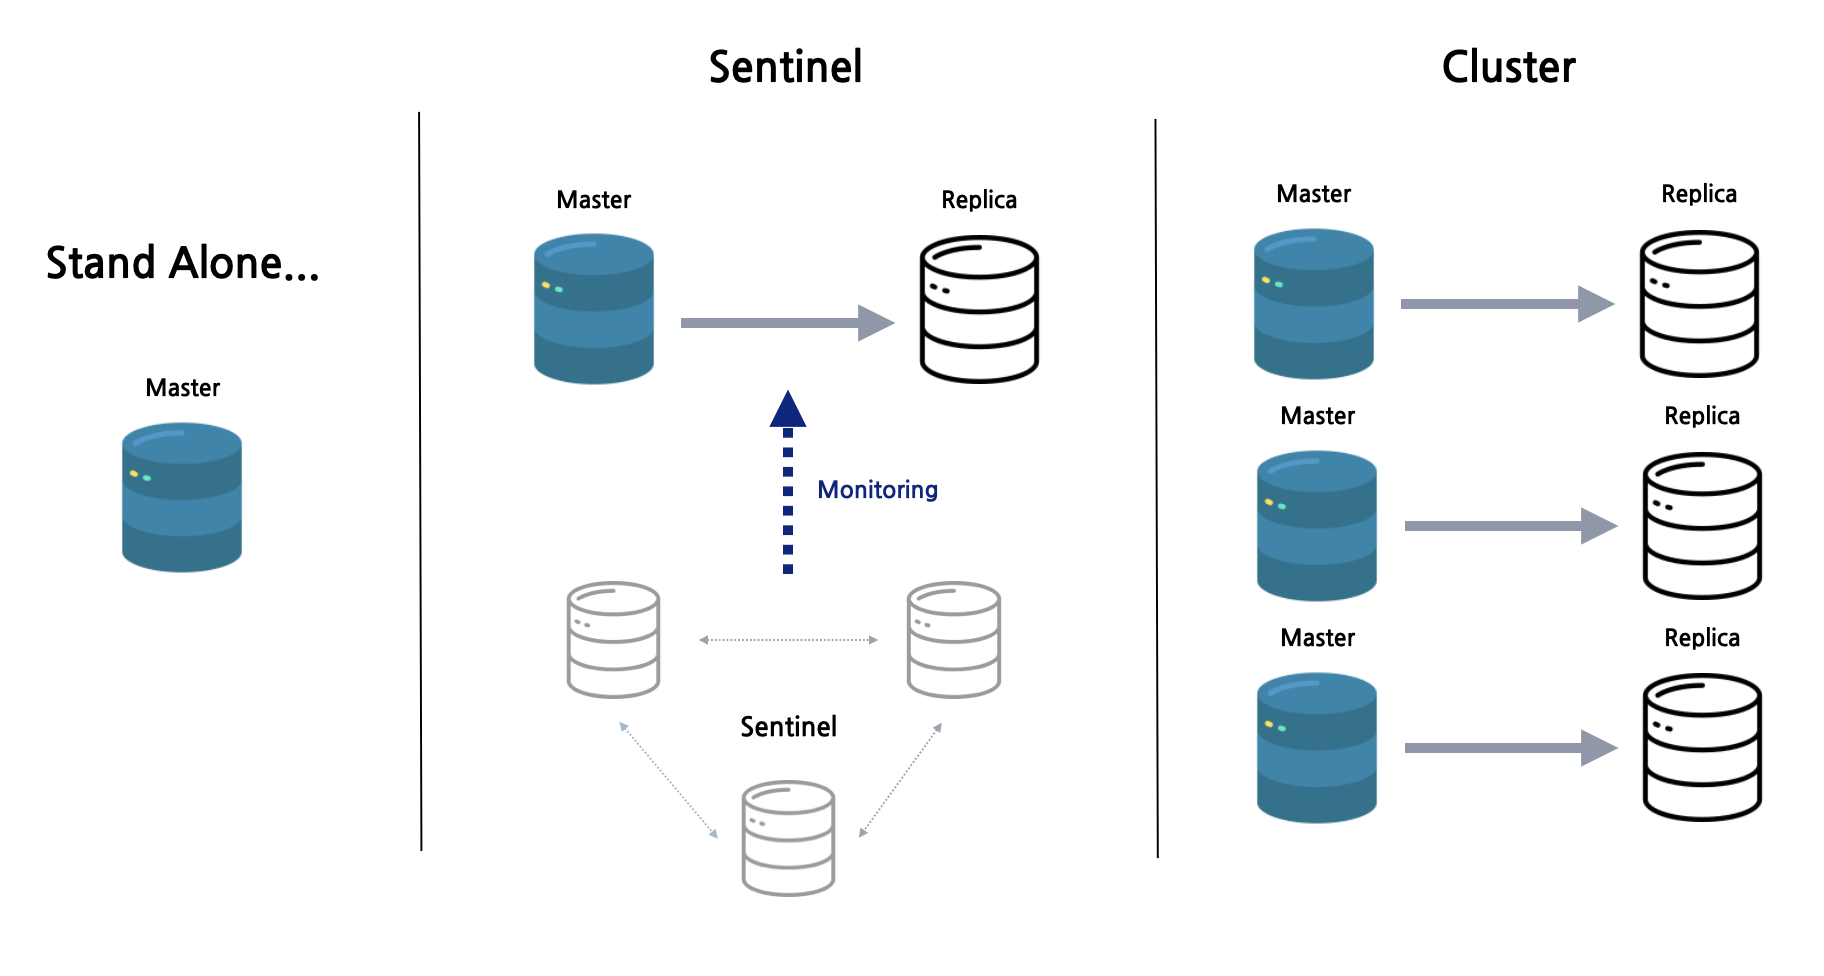 Stand Alone...
Master
Sentinel
Master
Replica
Monitoring
Sentinel
Cluster
Master
Replica
Master
Replica
Master
Replica